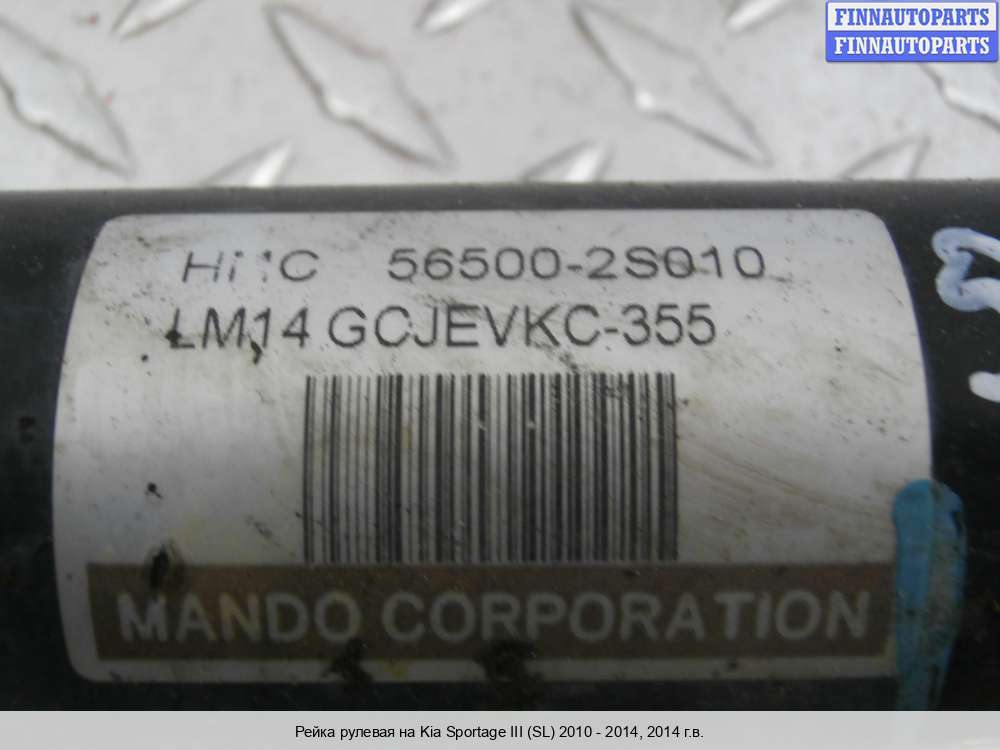 FINNAUTOPARTS
FINNAUTOPARTS
HMC 56500-2S010
LM14 GCJEVKC-355
MANDO CORPORATION
Рейка рулевая на Kia Sportage III (SL) 2010 - 2014, 2014 г.в.